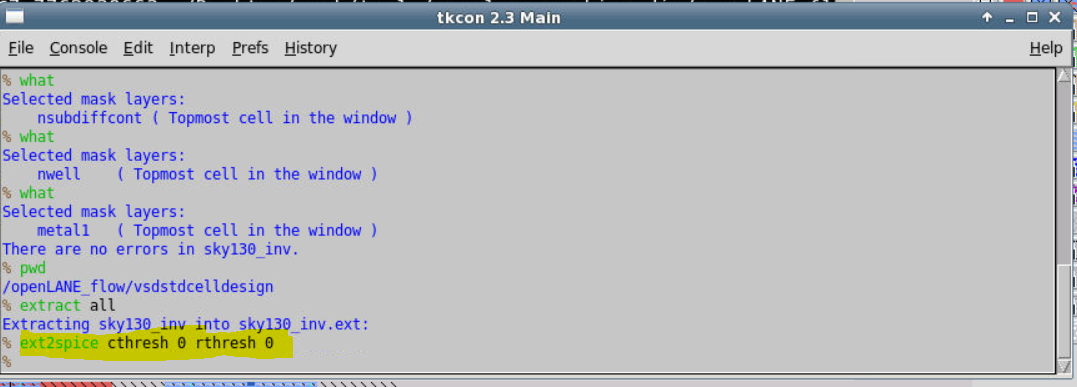 tkcon 2.3 Main
File Console Edit Interp Prefs History Help
% what
Selected mask layers:
    nsubdiffcont ( Topmost cell in the window )
% what
Selected mask layers:
    nwell    ( Topmost cell in the window )
% what
Selected mask layers:
    metal1   ( Topmost cell in the window )
There are no errors in sky130_inv.
% pwd
/openLANE_flow/vsdstdcelldesign
% extract all
Extracting sky130_inv into sky130_inv.ext:
% ext2spice cthresh 0 rthresh 0
%